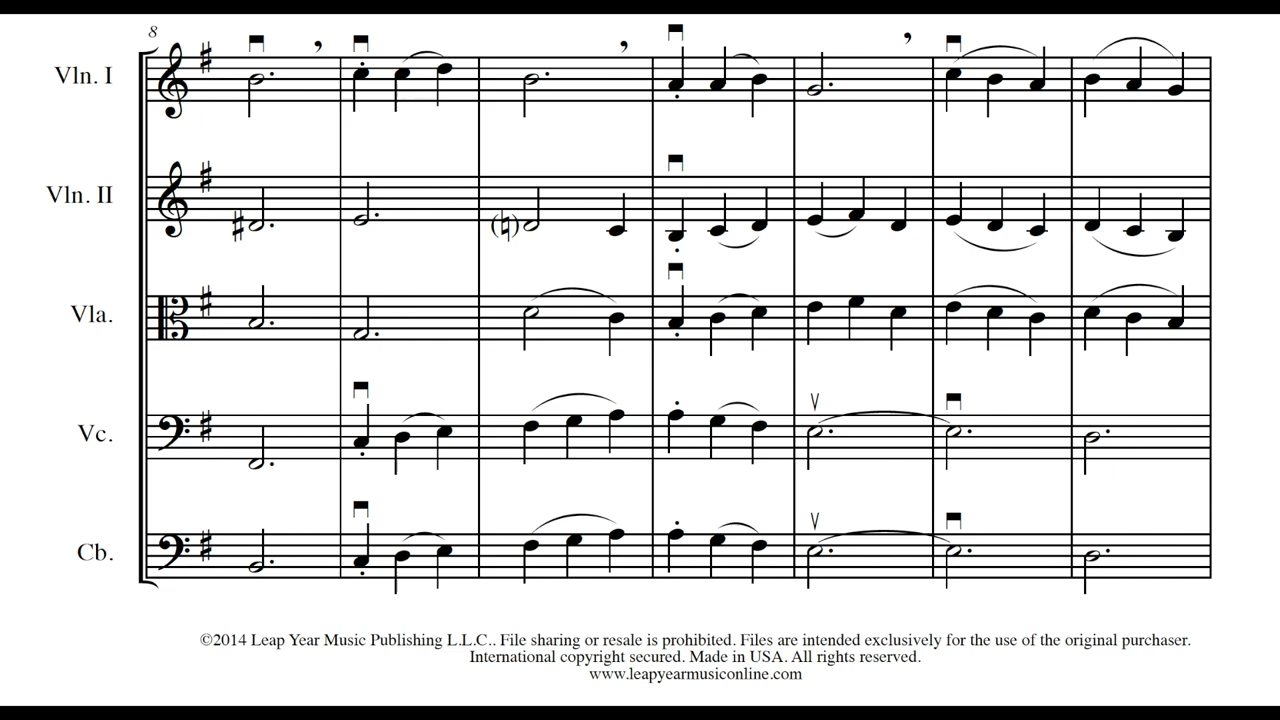 8
Vln. I
Vln. II
Vla.
Vc.
Cb.
©2014 Leap Year Music Publishing L.L.C.. File sharing or resale is prohibited. Files are intended exclusively for the use of the original purchaser.
International copyright secured. Made in USA. All rights reserved.
www.leapyearmusiconline.com